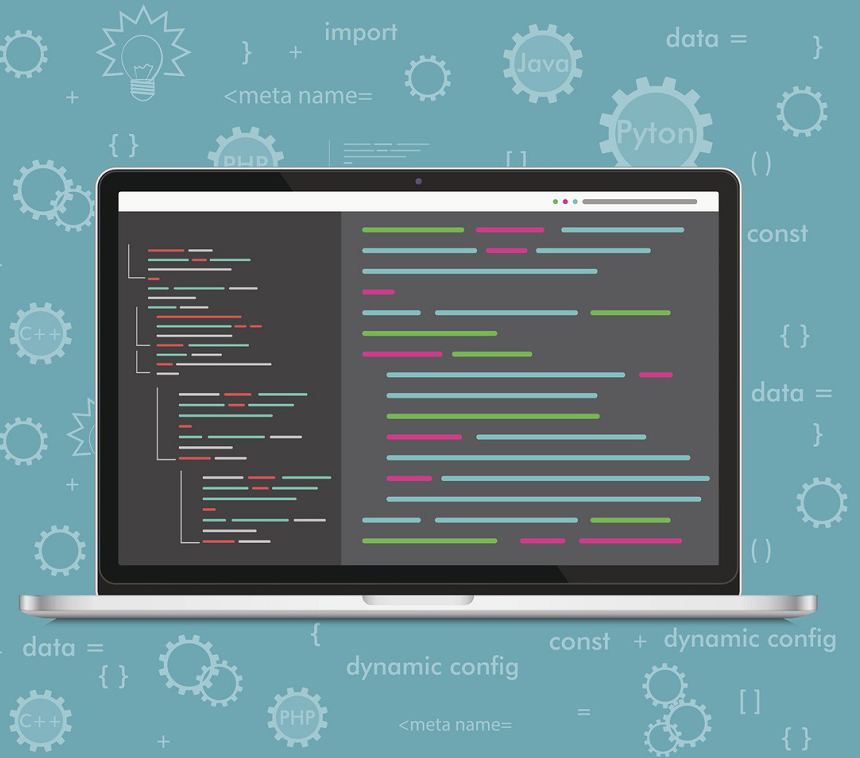 import
data =
}
}
+
Java
+
<meta name=
Pyton
{ }
PHP
[ ]
( )
const
C++
{ }
data =
}
+
( )
{
const + dynamic config
data =
dynamic config
{ }
[ ]
C++
PHP
<meta name=
=
+
{ }